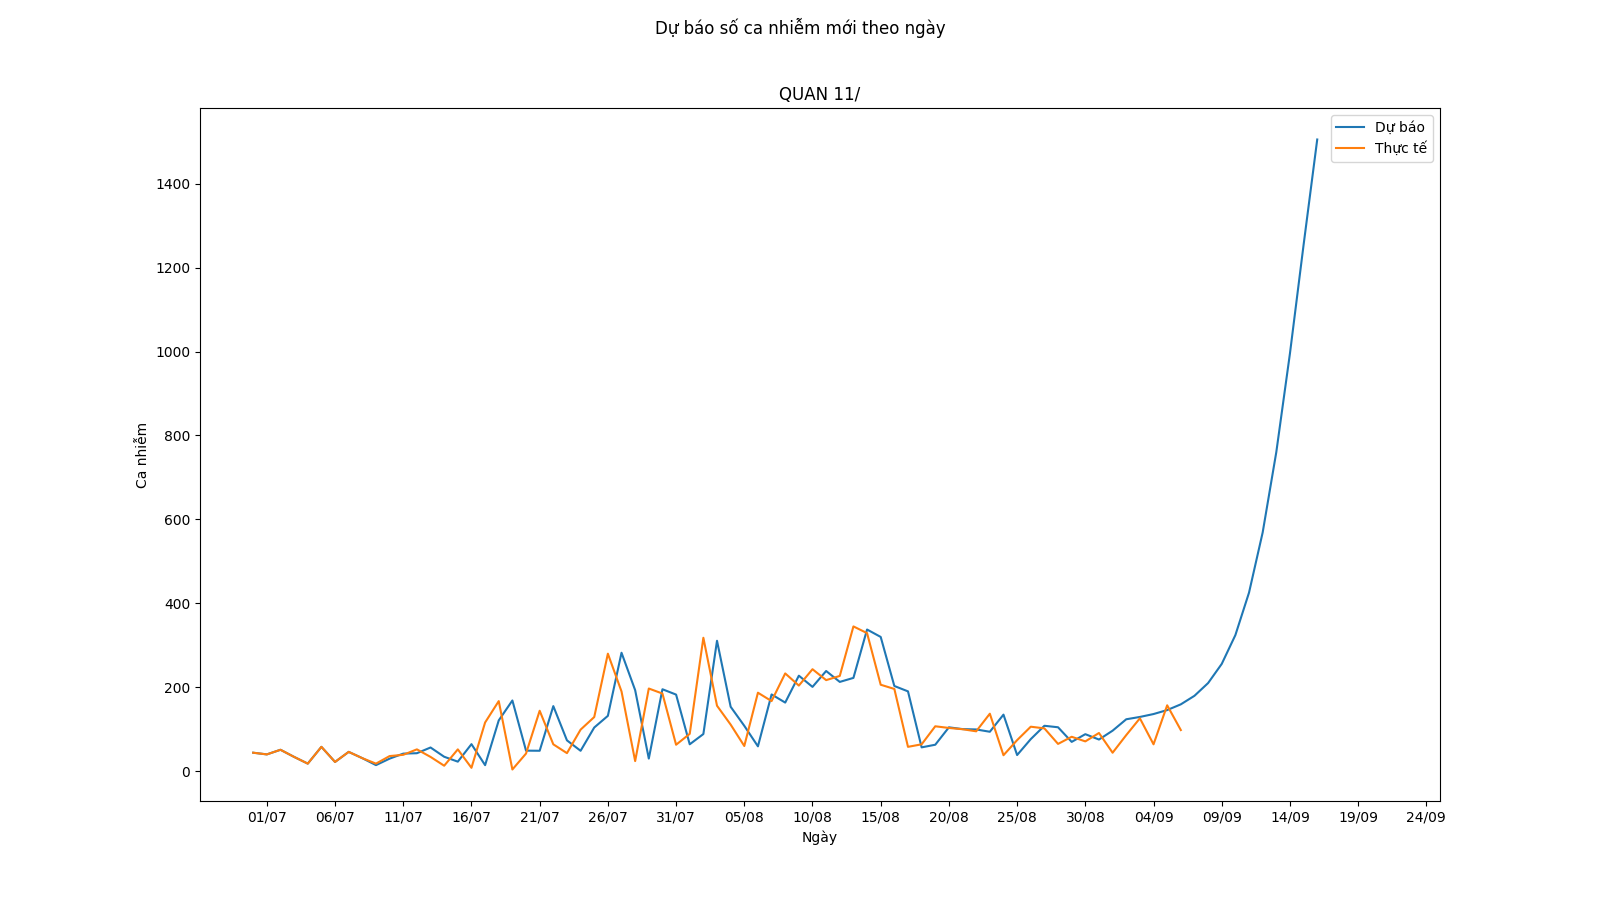 Dự báo số ca nhiễm mới theo ngày
QUAN 11/
Dự báo
Thực tế
1400
1200
1000
800
600
400
200
0
Ca nhiễm
01/07 06/07 11/07 16/07 21/07 26/07 31/07 05/08 10/08 15/08 20/08 25/08 30/08 04/09 09/09 14/09 19/09 24/09
Ngày